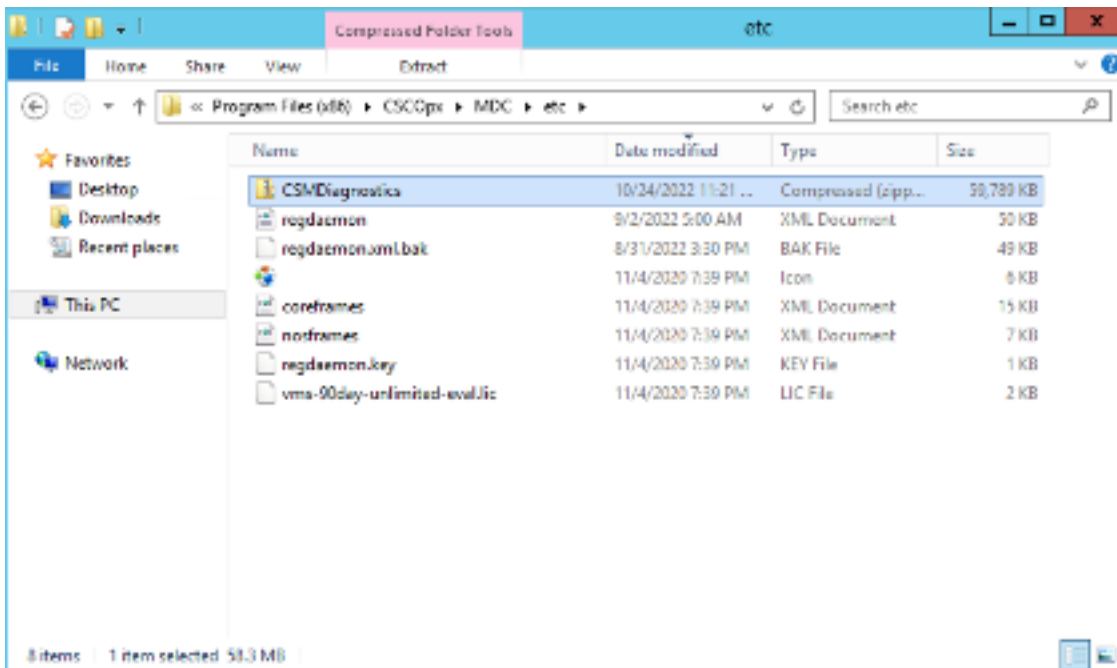 Compressed Folder Tools etc
File Home Share View Extract
« Program Files (x86) ▸ CSCOpx ▸ MDC ▸ etc ▸ Search etc
Name Date modified Type Size
Favorites
Desktop
Downloads
Recent places
This PC
Network
CSMDiagnostics 10/24/2022 11:21 ... Compressed (zipp...
regdaemon 9/2/2022 5:00 AM XML Document 50 KB
regdaemon.xml.bak 8/31/2022 3:30 PM BAK File 49 KB
11/4/2020 7:39 PM Icon 6 KB
coreframes 11/4/2020 7:39 PM XML Document 15 KB
nosframes 11/4/2020 7:39 PM XML Document 7 KB
regdaemon.key 11/4/2020 7:39 PM KEY File 1 KB
vms-90day-unlimited-eval.lic 11/4/2020 7:39 PM LIC File 2 KB
8 items 1 item selected 58.3 MB